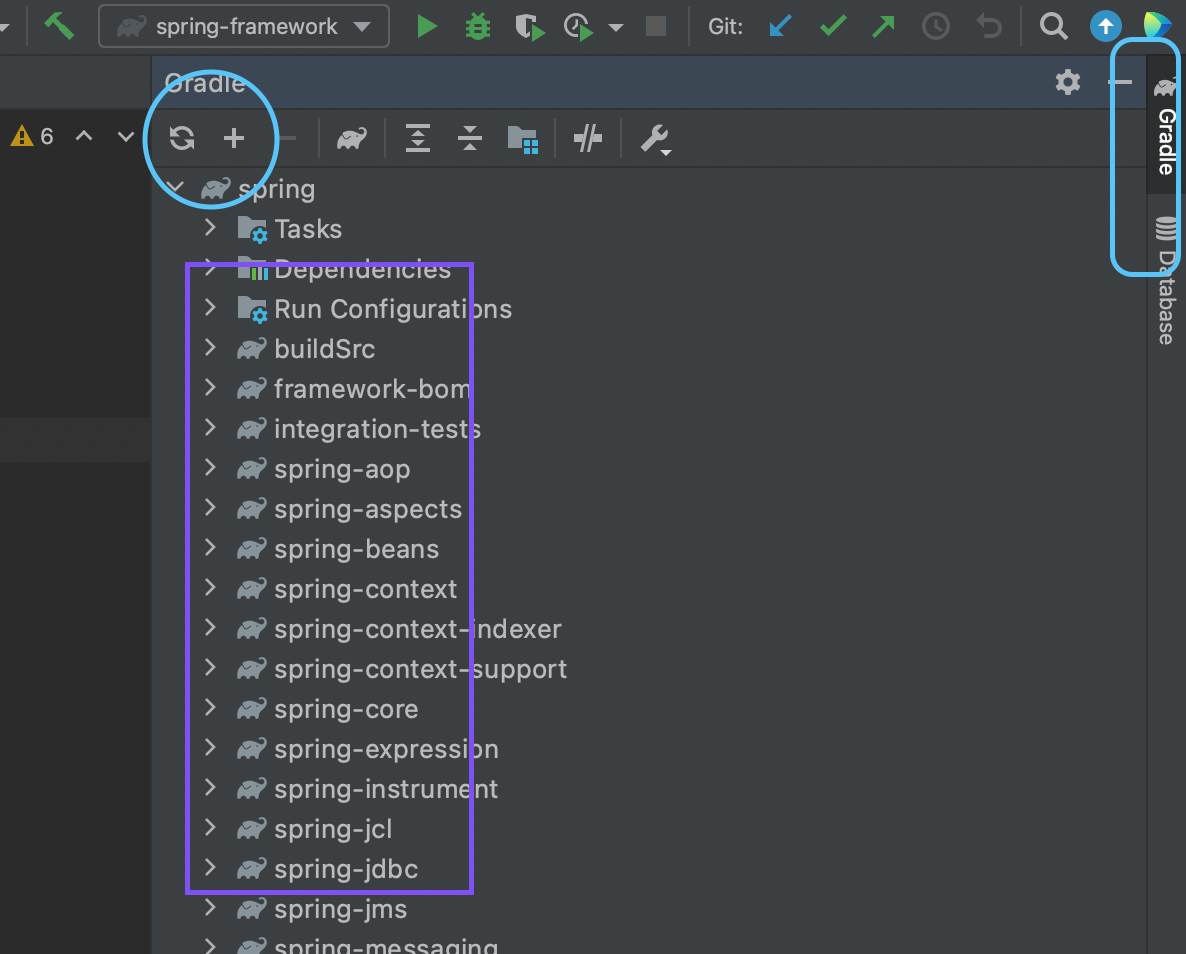 spring-framework
Git:
Gradle
6
spring
Tasks
Dependencies
Run Configurations
buildSrc
framework-bom
integration-tests
spring-aop
spring-aspects
spring-beans
spring-context
spring-context-indexer
spring-context-support
spring-core
spring-expression
spring-instrument
spring-jcl
spring-jdbc
spring-jms
spring-messaging
Gradle
Database